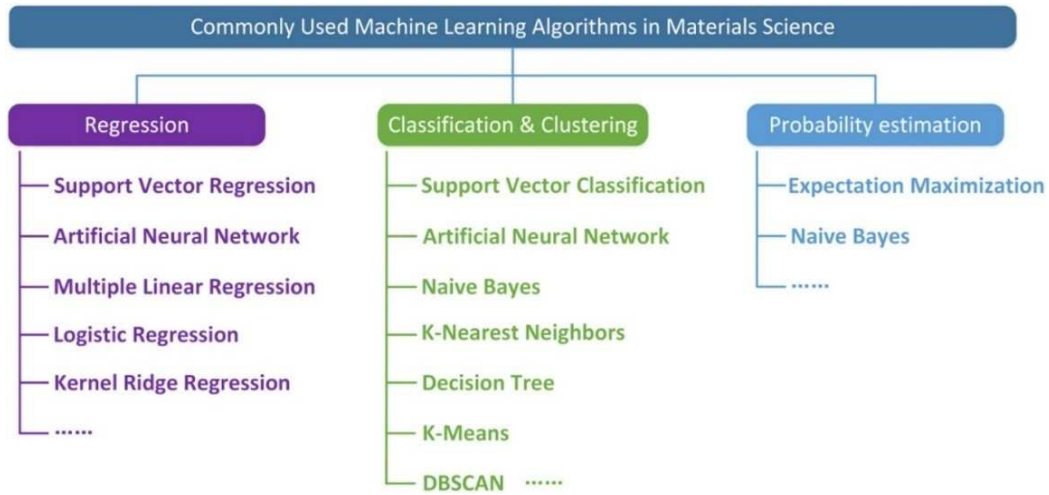 Commonly Used Machine Learning Algorithms in Materials Science
Regression
Support Vector Regression
Artificial Neural Network
Multiple Linear Regression
Logistic Regression
Kernel Ridge Regression
……
Classification & Clustering
Support Vector Classification
Artificial Neural Network
Naive Bayes
K-Nearest Neighbors
Decision Tree
K-Means
DBSCAN ……
Probability estimation
Expectation Maximization
Naive Bayes
……